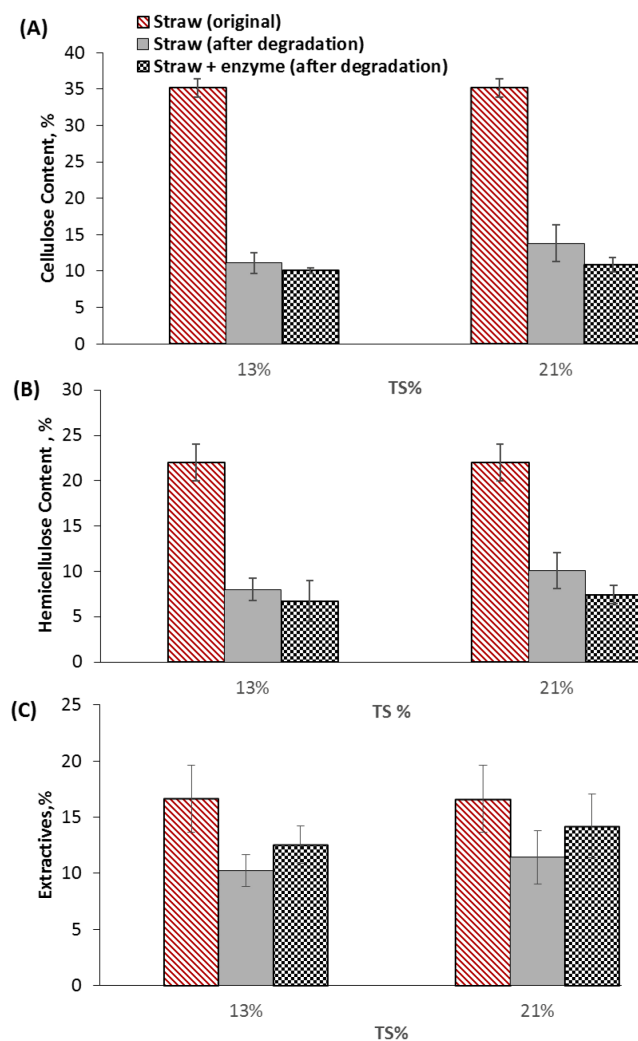 (A)
Straw (original)
Straw (after degradation)
Straw + enzyme (after degradation)
Cellulose Content, %
40
35
30
25
20
15
10
5
0
13%
21%
TS%
(B)
Hemicellulose Content , %
30
25
20
15
10
5
0
13%
21%
TS %
(C)
Extractives,%
25
20
15
10
5
0
13%
21%
TS%